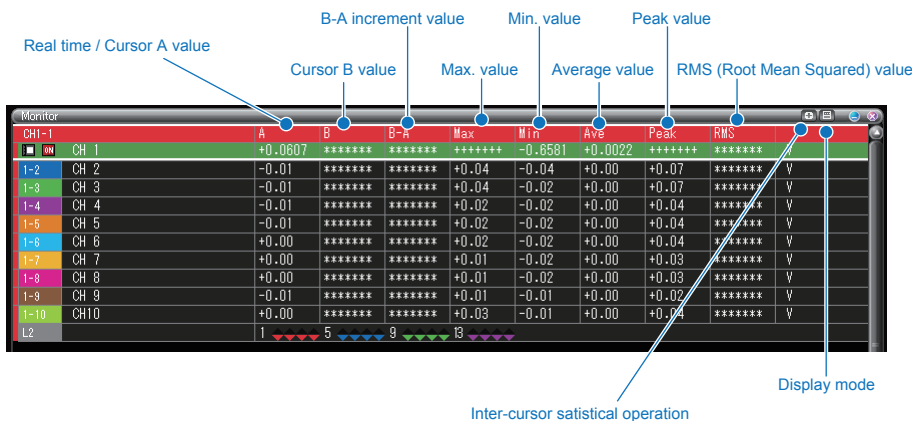 B-A increment value Min. value Peak value
Real time / Cursor A value
Cursor B value Max. value Average value RMS (Root Mean Squared) value
Monitor
CH1-1 A B B-A Max Min Ave Peak RMS
ON CH 1 +0.0607 ******* ******* +++++++ -0.6581 +0.0022 +++++++ ******* V
1-2 CH 2 -0.01 ******* ******* +0.04 -0.04 +0.00 +0.07 ******* V
1-3 CH 3 -0.01 ******* ******* +0.04 -0.02 +0.00 +0.07 ******* V
1-4 CH 4 -0.01 ******* ******* +0.02 -0.02 +0.00 +0.04 ******* V
1-5 CH 5 -0.01 ******* ******* +0.02 -0.02 +0.00 +0.04 ******* V
1-6 CH 6 +0.00 ******* ******* +0.02 -0.02 +0.00 +0.04 ******* V
1-7 CH 7 +0.00 ******* ******* +0.01 -0.02 +0.00 +0.03 ******* V
1-8 CH 8 +0.00 ******* ******* +0.01 -0.02 +0.00 +0.03 ******* V
1-9 CH 9 -0.01 ******* ******* +0.01 -0.01 +0.00 +0.02 ******* V
1-10 CH10 +0.00 ******* ******* +0.03 -0.01 +0.00 +0.04 ******* V
L2 1 5 9 13
Display mode
Inter-cursor satistical operation